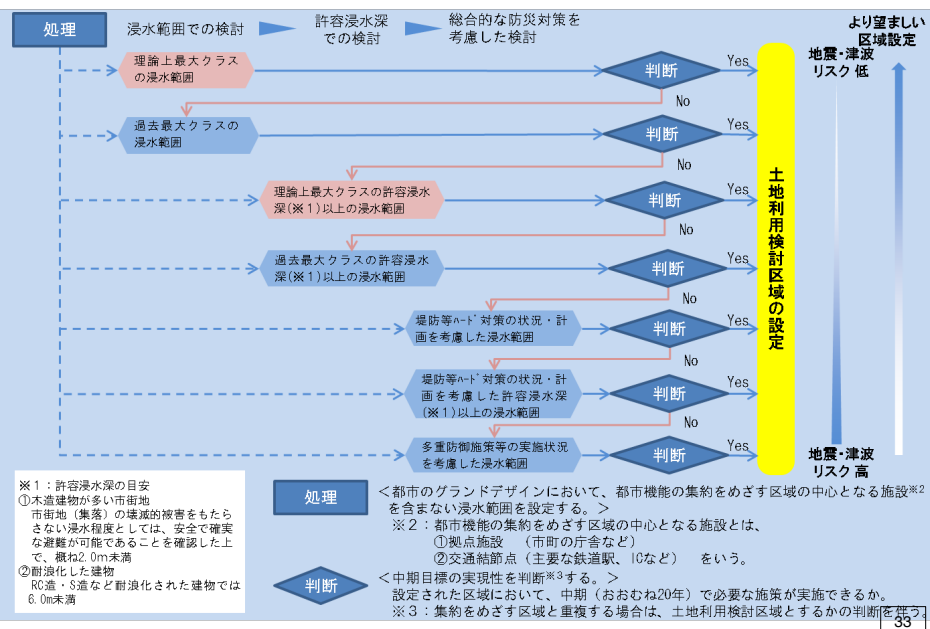 処理
浸水範囲での検討
許容浸水深
での検討
総合的な防災対策を
考慮した検討
より望ましい
区域設定
地震・津波
リスク 低
理論上最大クラス
の浸水範囲
判断
Yes
No
過去最大クラスの
浸水範囲
判断
Yes
No
理論上最大クラスの許容浸水
深(※1)以上の浸水範囲
判断
Yes
No
過去最大クラスの許容浸水
深(※1)以上の浸水範囲
判断
Yes
No
堤防等ﾊｰﾄﾞ対策の状況・計
画を考慮した浸水範囲
判断
Yes
No
堤防等ﾊｰﾄﾞ対策の状況・計
画を考慮した許容浸水深
(※1)以上の浸水範囲
判断
Yes
No
多重防御施策等の実施状況
を考慮した浸水範囲
判断
Yes
土地利用検討区域の設定
地震・津波
リスク 高
※1：許容浸水深の目安
①木造建物が多い市街地
市街地（集落）の壊滅的被害をもたら
さない浸水程度としては、安全で確実
な避難が可能であることを確認した上
で、概ね2.0m未満
②耐浪化した建物
RC造・S造など耐浪化された建物では
6.0m未満
処理
＜都市のグランドデザインにおいて、都市機能の集約をめざす区域の中心となる施設※2
を含まない浸水範囲を設定する。＞
※2：都市機能の集約をめざす区域の中心となる施設とは、
①拠点施設 （市町の庁舎など）
②交通結節点（主要な鉄道駅、ICなど） をいう。
判断
＜中期目標の実現性を判断※3する。＞
設定された区域において、中期（おおむね20年）で必要な施策が実施できるか。
※3：集約をめざす区域と重複する場合は、土地利用検討区域とするかの判断を伴う。
33